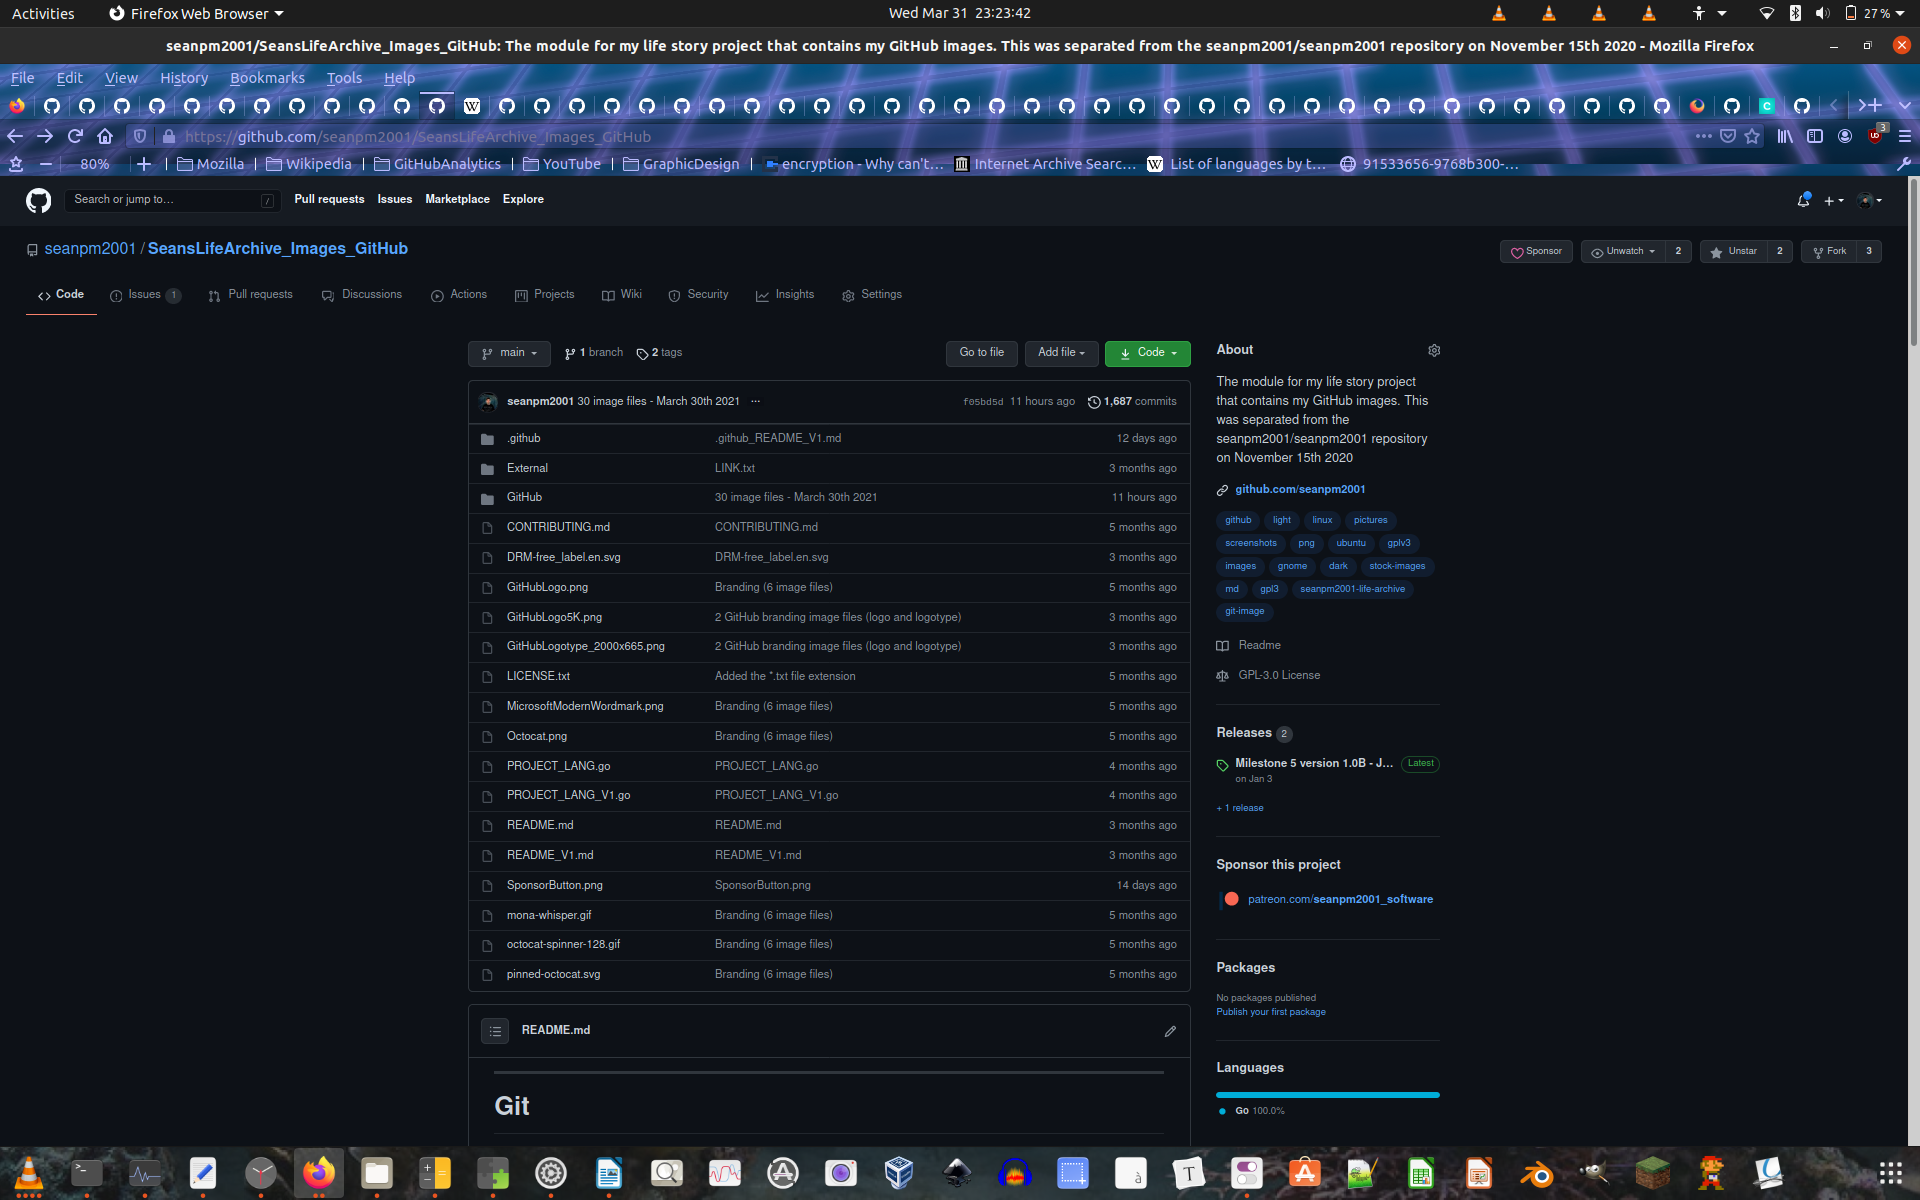 Activities Firefox Web Browser Wed Mar 31 23:23:42 27 %
seanpm2001/SeansLifeArchive_Images_GitHub: The module for my life story project that contains my GitHub images. This was separated from the seanpm2001/seanpm2001 repository on November 15th 2020 - Mozilla Firefox
File Edit View History Bookmarks Tools Help
https://github.com/seanpm2001/SeansLifeArchive_Images_GitHub 3
80% Mozilla Wikipedia GitHubAnalytics YouTube GraphicDesign encryption - Why can't… Internet Archive Searc… List of languages by t… 91533656-9768b300-…
Search or jump to… / Pull requests Issues Marketplace Explore
seanpm2001 / SeansLifeArchive_Images_GitHub Sponsor Unwatch 2 Unstar 2 Fork 3
Code Issues 1 Pull requests Discussions Actions Projects Wiki Security Insights Settings
main 1 branch 2 tags Go to file Add file Code
seanpm2001 30 image files - March 30th 2021 … f05bd5d 11 hours ago 1,687 commits
.github .github_README_V1.md 12 days ago
External LINK.txt 3 months ago
GitHub 30 image files - March 30th 2021 11 hours ago
CONTRIBUTING.md CONTRIBUTING.md 5 months ago
DRM-free_label.en.svg DRM-free_label.en.svg 3 months ago
GitHubLogo.png Branding (6 image files) 5 months ago
GitHubLogo5K.png 2 GitHub branding image files (logo and logotype) 3 months ago
GitHubLogotype_2000x665.png 2 GitHub branding image files (logo and logotype) 3 months ago
LICENSE.txt Added the *.txt file extension 5 months ago
MicrosoftModernWordmark.png Branding (6 image files) 5 months ago
Octocat.png Branding (6 image files) 5 months ago
PROJECT_LANG.go PROJECT_LANG.go 4 months ago
PROJECT_LANG_V1.go PROJECT_LANG_V1.go 4 months ago
README.md README.md 3 months ago
README_V1.md README_V1.md 3 months ago
SponsorButton.png SponsorButton.png 14 days ago
mona-whisper.gif Branding (6 image files) 5 months ago
octocat-spinner-128.gif Branding (6 image files) 5 months ago
pinned-octocat.svg Branding (6 image files) 5 months ago
README.md
Git
About
The module for my life story project
that contains my GitHub images. This
was separated from the
seanpm2001/seanpm2001 repository
on November 15th 2020
github.com/seanpm2001
github light linux pictures
screenshots png ubuntu gplv3
images gnome dark stock-images
md gpl3 seanpm2001-life-archive
git-image
Readme
GPL-3.0 License
Releases 2
Milestone 5 version 1.0B - J… Latest
on Jan 3
+ 1 release
Sponsor this project
patreon.com/seanpm2001_software
Packages
No packages published
Publish your first package
Languages
Go 100.0%